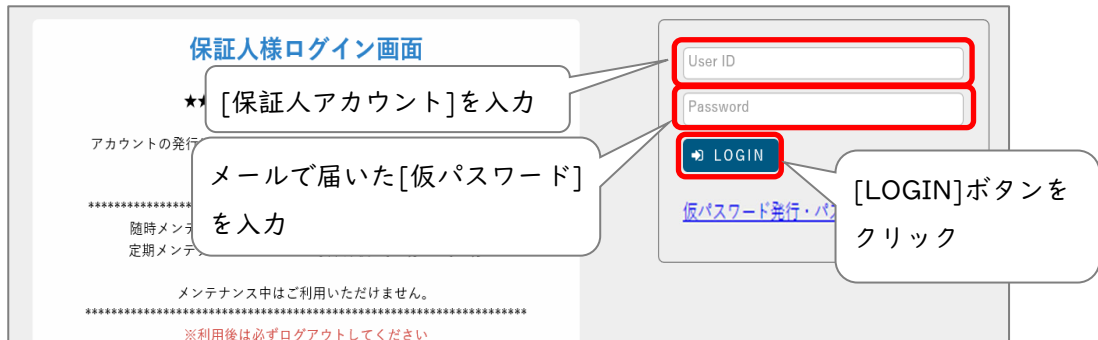 保証人様ログイン画面
★★
[保証人アカウント]を入力
アカウントの発行
メールで届いた[仮パスワード]
を入力
随時メンテ
定期メンテ
メンテナンス中はご利用いただけません。
**********************************************************************
※利用後は必ずログアウトしてください
User ID
Password
LOGIN
仮パスワード発行・パ
[LOGIN]ボタンを
クリック